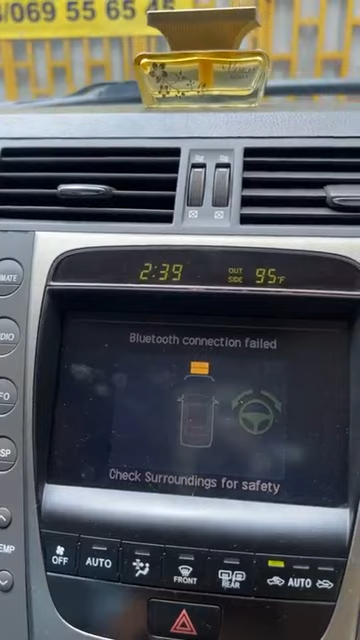 /069 55 65 45
2:39
OUT SIDE 95°F
Bluetooth connection failed
Check Surroundings for safety
OFF
AUTO
FRONT
REAR
AUTO